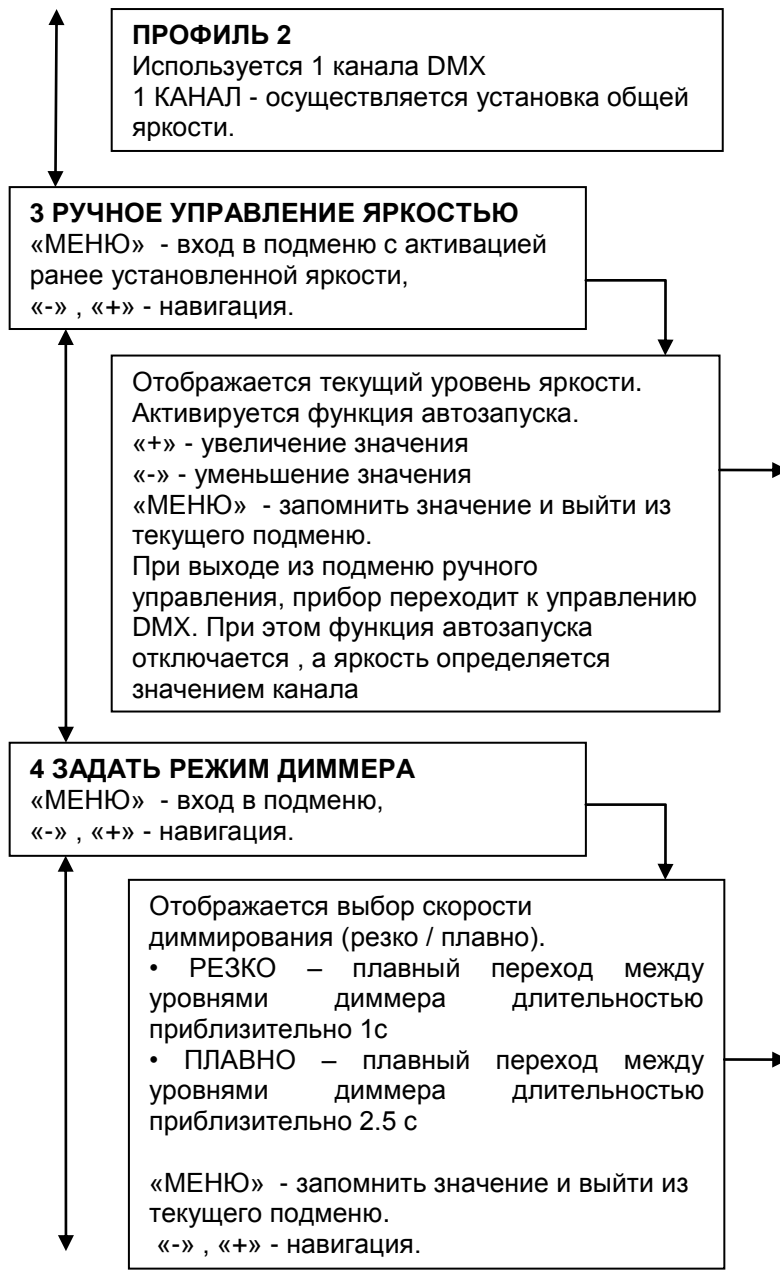 ПРОФИЛЬ 2
Используется 1 канала DMX
1 КАНАЛ - осуществляется установка общей
яркости.
3 РУЧНОЕ УПРАВЛЕНИЕ ЯРКОСТЬЮ
«МЕНЮ» - вход в подменю с активацией
ранее установленной яркости,
«-» , «+» - навигация.
Отображается текущий уровень яркости.
Активируется функция автозапуска.
«+» - увеличение значения
«-» - уменьшение значения
«МЕНЮ» - запомнить значение и выйти из
текущего подменю.
При выходе из подменю ручного
управления, прибор переходит к управлению
DMX. При этом функция автозапуска
отключается , а яркость определяется
значением канала
4 ЗАДАТЬ РЕЖИМ ДИММЕРА
«МЕНЮ» - вход в подменю,
«-» , «+» - навигация.
Отображается выбор скорости
диммирования (резко / плавно).
• РЕЗКО – плавный переход между
уровнями диммера длительностью
приблизительно 1с
• ПЛАВНО – плавный переход между
уровнями диммера длительностью
приблизительно 2.5 с
«МЕНЮ» - запомнить значение и выйти из
текущего подменю.
«-» , «+» - навигация.